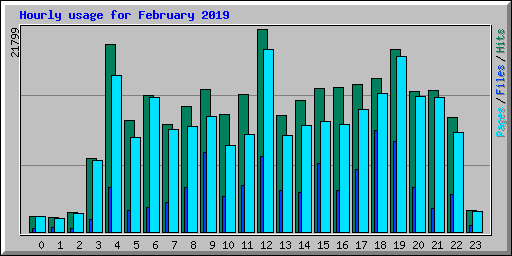 Hourly usage for February 2019
21799
Pages/Files/Hits
0 1 2 3 4 5 6 7 8 9 10 11 12 13 14 15 16 17 18 19 20 21 22 23